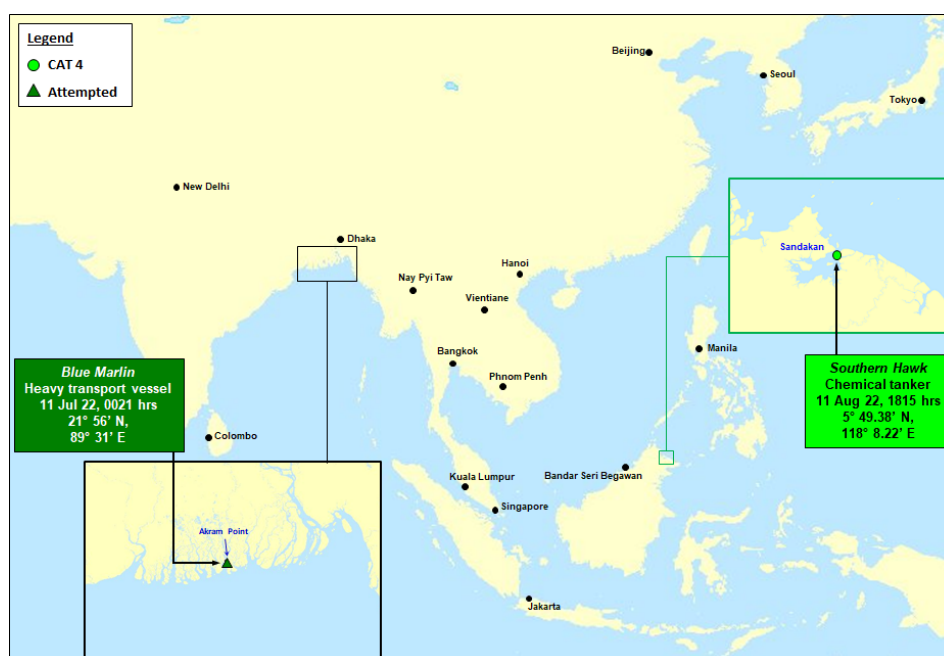 Legend
CAT 4
Attempted
Beijing
Seoul
Tokyo
New Delhi
Dhaka
Sandakan
Hanoi
Nay Pyi Taw
Vientiane
Manila
Bangkok
Phnom Penh
Blue Marlin
Heavy transport vessel
11 Jul 22, 0021 hrs
21° 56’ N,
89° 31’ E
Southern Hawk
Chemical tanker
11 Aug 22, 1815 hrs
5° 49.38’ N,
118° 8.22’ E
Colombo
Kuala Lumpur
Bandar Seri Begawan
Singapore
Akram Point
Jakarta